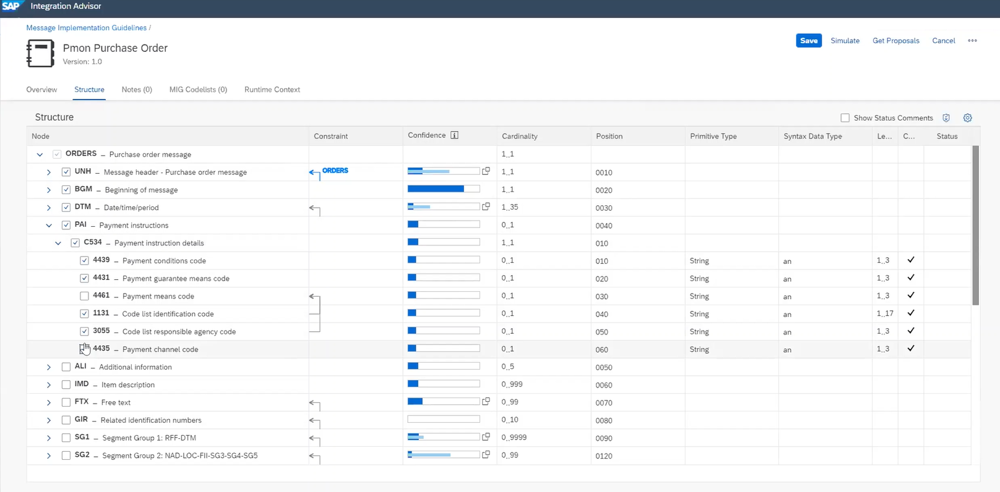 SAP Integration Advisor
Message Implementation Guidelines /
Pmon Purchase Order
Version: 1.0
Save Simulate Get Proposals Cancel
Overview Structure Notes (0) MIG Codelists (0) Runtime Context
Structure
Show Status Comments
Node Constraint Confidence Cardinality Position Primitive Type Syntax Data Type Le... C... Status
ORDERS – Purchase order message 1..1
UNH – Message header - Purchase order message ORDERS 1..1 0010
BGM – Beginning of message 1..1 0020
DTM – Date/time/period 1..35 0030
PAI – Payment instructions 0..1 0040
C534 – Payment instruction details 1..1 010
4439 – Payment conditions code 0..1 010 String an 1..3
4431 – Payment guarantee means code 0..1 020 String an 1..3
4461 – Payment means code 0..1 030 String an 1..3
1131 – Code list identification code 0..1 040 String an 1..17
3055 – Code list responsible agency code 0..1 050 String an 1..3
4435 – Payment channel code 0..1 060 String an 1..3
ALI – Additional information 0..5 0050
IMD – Item description 0..999 0060
FTX – Free text 0..99 0070
GIR – Related identification numbers 0..10 0080
SG1 – Segment Group 1: RFF-DTM 0..9999 0090
SG2 – Segment Group 2: NAD-LOC-FII-SG3-SG4-SG5 0..99 0120